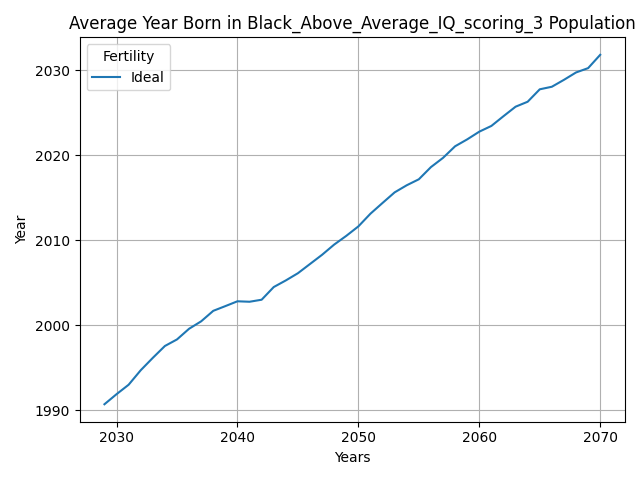 Average Year Born in Black_Above_Average_IQ_scoring_3 Population
Fertility
Ideal
Year
2030
2020
2010
2000
1990
2030 2040 2050 2060 2070
Years